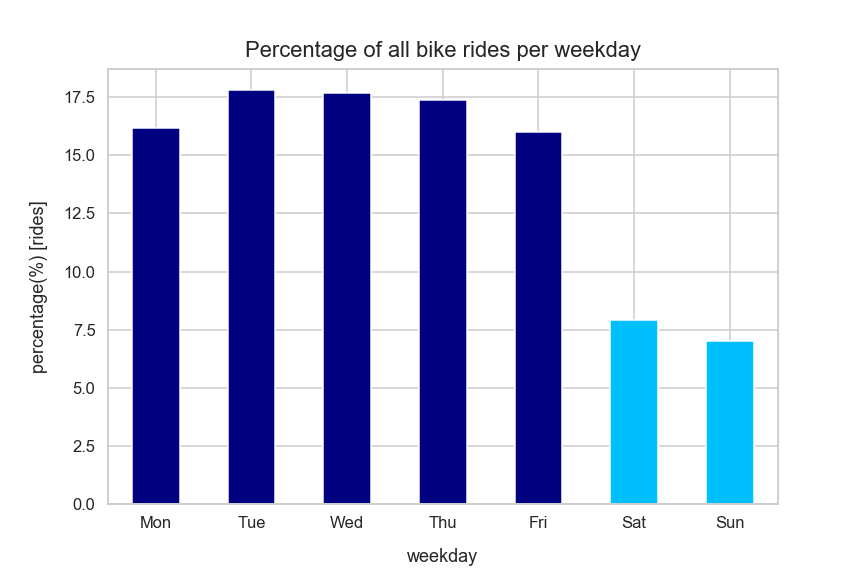 Percentage of all bike rides per weekday
percentage(%) [rides]
17.5
15.0
12.5
10.0
7.5
5.0
2.5
0.0
Mon Tue Wed Thu Fri Sat Sun
weekday